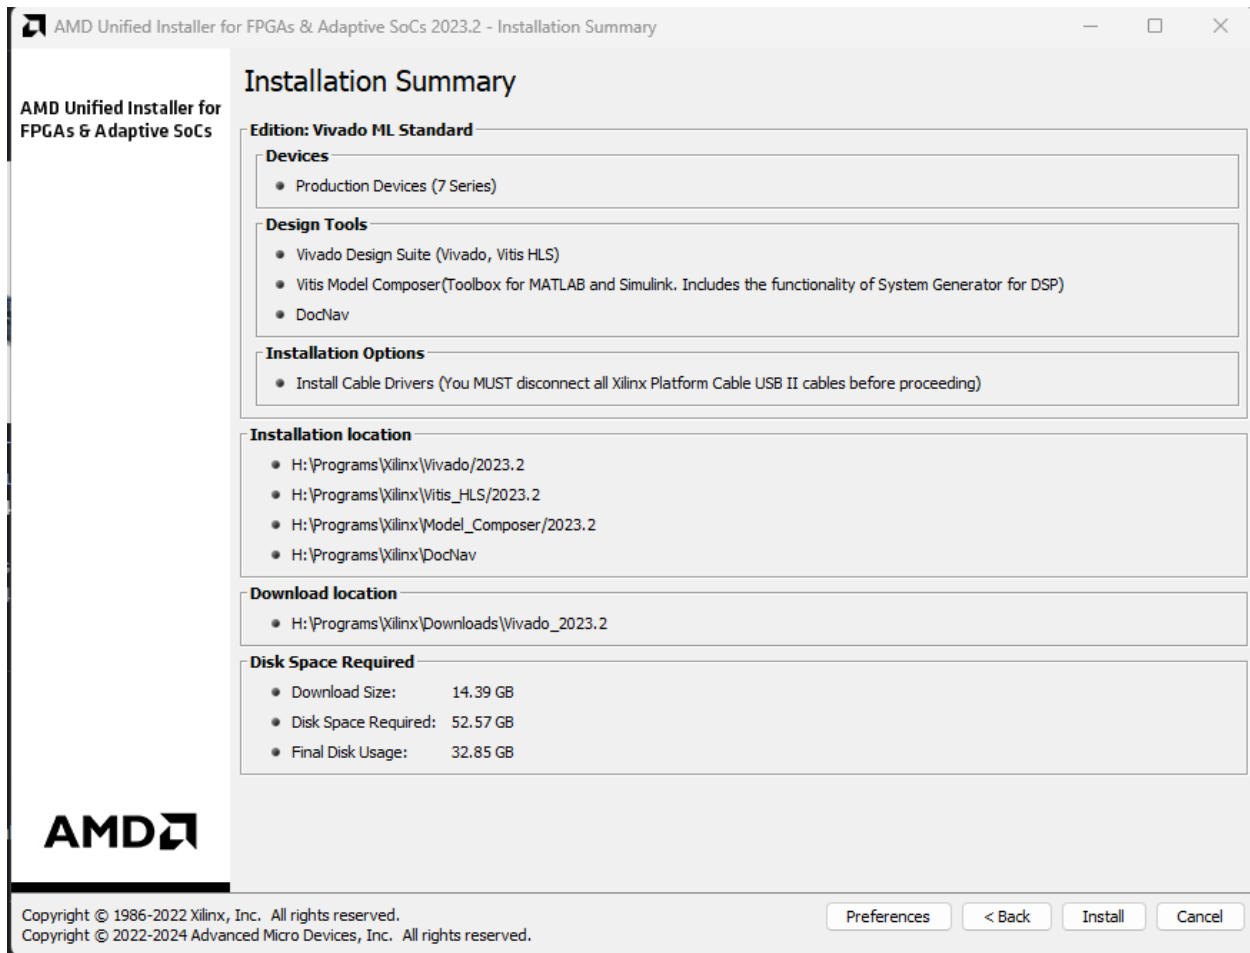 AMD Unified Installer for FPGAs & Adaptive SoCs 2023.2 - Installation Summary
AMD Unified Installer for
FPGAs & Adaptive SoCs
Installation Summary
Edition: Vivado ML Standard
Devices
Production Devices (7 Series)
Design Tools
Vivado Design Suite (Vivado, Vitis HLS)
Vitis Model Composer(Toolbox for MATLAB and Simulink. Includes the functionality of System Generator for DSP)
DocNav
Installation Options
Install Cable Drivers (You MUST disconnect all Xilinx Platform Cable USB II cables before proceeding)
Installation location
H:\Programs\Xilinx\Vivado/2023.2
H:\Programs\Xilinx\Vitis_HLS/2023.2
H:\Programs\Xilinx\Model_Composer/2023.2
H:\Programs\Xilinx\DocNav
Download location
H:\Programs\Xilinx\Downloads\Vivado_2023.2
Disk Space Required
Download Size: 14.39 GB
Disk Space Required: 52.57 GB
Final Disk Usage: 32.85 GB
AMD
Copyright © 1986-2022 Xilinx, Inc. All rights reserved.
Copyright © 2022-2024 Advanced Micro Devices, Inc. All rights reserved.
Preferences
< Back
Install
Cancel